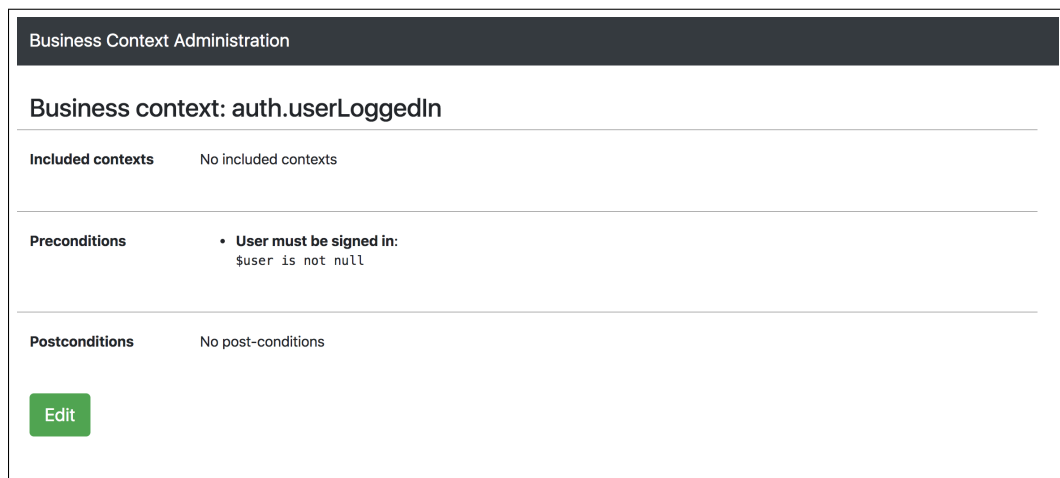 Business Context Administration
Business context: auth.userLoggedIn
Included contexts No included contexts
Preconditions • User must be signed in:
$user is not null
Postconditions No post-conditions
Edit